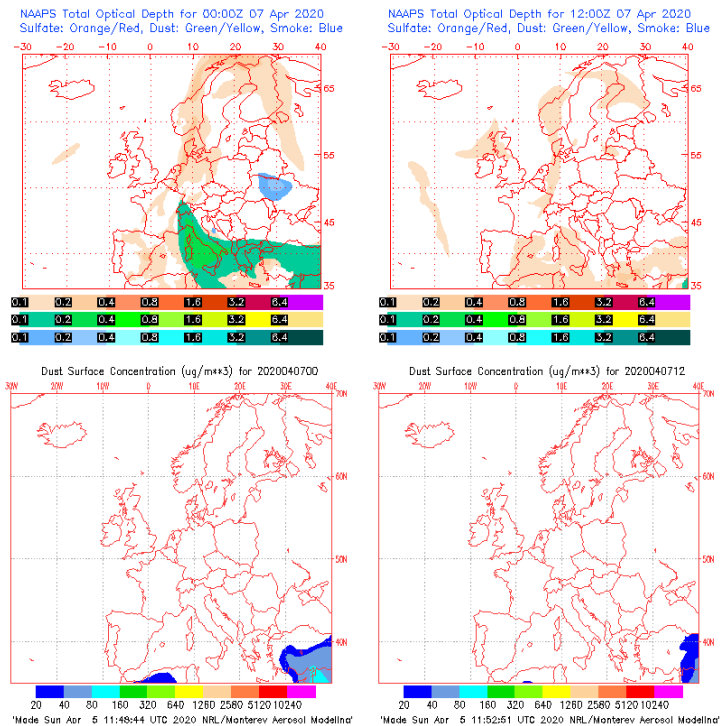 NAAPS Total Optical Depth for 00:00Z 07 Apr 2020
Sulfate: Orange/Red, Dust: Green/Yellow, Smoke: Blue
-30 -20 -10 0 10 20 30 40
65
55
45
35
0.1 0.2 0.4 0.8 1.6 3.2 6.4
0.1 0.2 0.4 0.8 1.6 3.2 6.4
0.1 0.2 0.4 0.8 1.6 3.2 6.4
NAAPS Total Optical Depth for 12:00Z 07 Apr 2020
Sulfate: Orange/Red, Dust: Green/Yellow, Smoke: Blue
-30 -20 -10 0 10 20 30 40
65
55
45
35
0.1 0.2 0.4 0.8 1.6 3.2 6.4
0.1 0.2 0.4 0.8 1.6 3.2 6.4
0.1 0.2 0.4 0.8 1.6 3.2 6.4
Dust Surface Concentration (ug/m**3) for 2020040700
30W 20W 10W 0 10E 20E 30E 40E
70N
60N
50N
40N
20 40 80 160 320 640 1280 2560 5120 10240
'Made Sun Apr 5 11:48:44 UTC 2020 NRL/Monterey Aerosol Modeling'
Dust Surface Concentration (ug/m**3) for 2020040712
30W 20W 10W 0 10E 20E 30E 40E
70N
60N
50N
40N
20 40 80 160 320 640 1280 2560 5120 10240
'Made Sun Apr 5 11:52:51 UTC 2020 NRL/Monterey Aerosol Modeling'